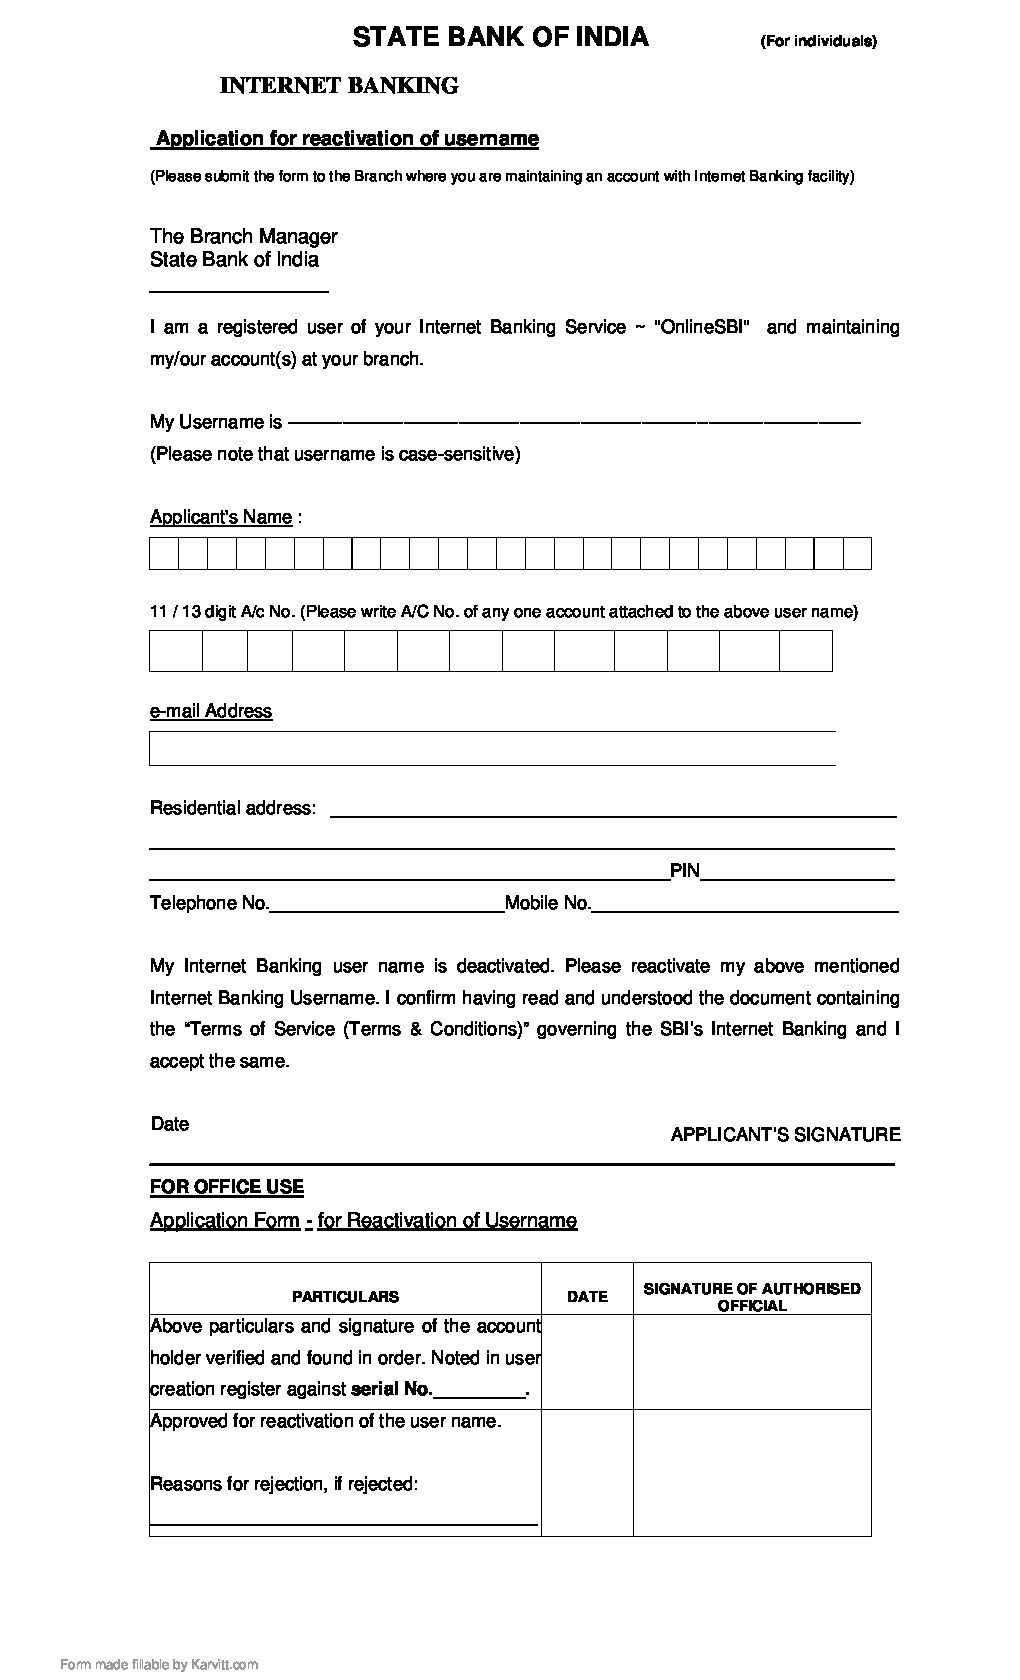 STATE BANK OF INDIA (For individuals)
INTERNET BANKING
Application for reactivation of username
(Please submit the form to the Branch where you are maintaining an account with Internet Banking facility)
The Branch Manager
State Bank of India
I am a registered user of your Internet Banking Service ~ "OnlineSBI" and maintaining
my/our account(s) at your branch.
My Username is
(Please note that username is case-sensitive)
Applicant's Name :
11 / 13 digit A/c No. (Please write A/C No. of any one account attached to the above user name)
e-mail Address
Residential address:
PIN
Telephone No. Mobile No.
My Internet Banking user name is deactivated. Please reactivate my above mentioned
Internet Banking Username. I confirm having read and understood the document containing
the “Terms of Service (Terms & Conditions)” governing the SBI's Internet Banking and I
accept the same.
Date
APPLICANT'S SIGNATURE
FOR OFFICE USE
Application Form - for Reactivation of Username
PARTICULARS DATE SIGNATURE OF AUTHORISED
OFFICIAL
Above particulars and signature of the account
holder verified and found in order. Noted in user
creation register against serial No._________.
Approved for reactivation of the user name.
Reasons for rejection, if rejected:
Form made fillable by Karvitt.com